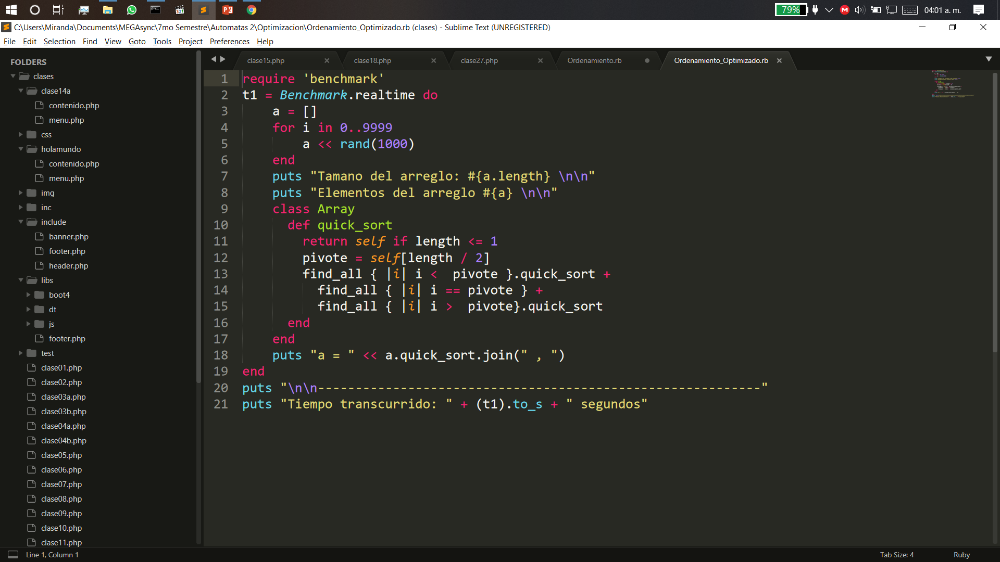 79%
04:01 a. m.
C:\Users\Miranda\Documents\MEGAsync\7mo Semestre\Automatas 2\Optimizacion\Ordenamiento_Optimizado.rb (clases) - Sublime Text (UNREGISTERED)
File Edit Selection Find View Goto Tools Project Preferences Help
FOLDERS
clases
clase14a
contenido.php
menu.php
css
holamundo
contenido.php
menu.php
img
inc
include
banner.php
footer.php
header.php
libs
boot4
dt
js
footer.php
test
clase01.php
clase02.php
clase03a.php
clase03b.php
clase04a.php
clase04b.php
clase05.php
clase06.php
clase07.php
clase08.php
clase09.php
clase10.php
clase11.php
clase15.php clase18.php clase27.php Ordenamiento.rb Ordenamiento_Optimizado.rb
1 require 'benchmark'
2 t1 = Benchmark.realtime do
3     a = []
4     for i in 0..9999
5         a << rand(1000)
6     end
7     puts "Tamano del arreglo: #{a.length} \n\n"
8     puts "Elementos del arreglo #{a} \n\n"
9     class Array
10       def quick_sort
11         return self if length <= 1
12         pivote = self[length / 2]
13         find_all { |i| i <  pivote }.quick_sort +
14           find_all { |i| i == pivote } +
15           find_all { |i| i >  pivote}.quick_sort
16       end
17     end
18     puts "a = " << a.quick_sort.join(" , ")
19 end
20 puts "\n\n-----------------------------------------------------------"
21 puts "Tiempo transcurrido: " + (t1).to_s + " segundos"
Line 1, Column 1
Tab Size: 4
Ruby